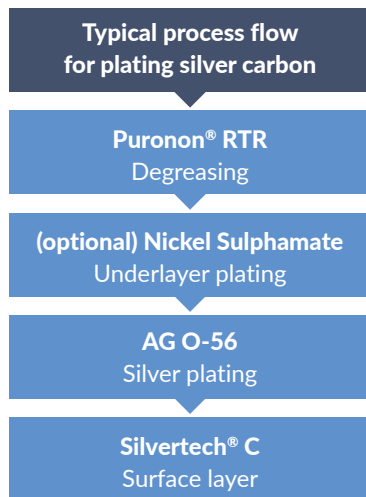 Typical process flow
for plating silver carbon
Puronon® RTR
Degreasing
(optional) Nickel Sulphamate
Underlayer plating
AG O-56
Silver plating
Silvertech® C
Surface layer